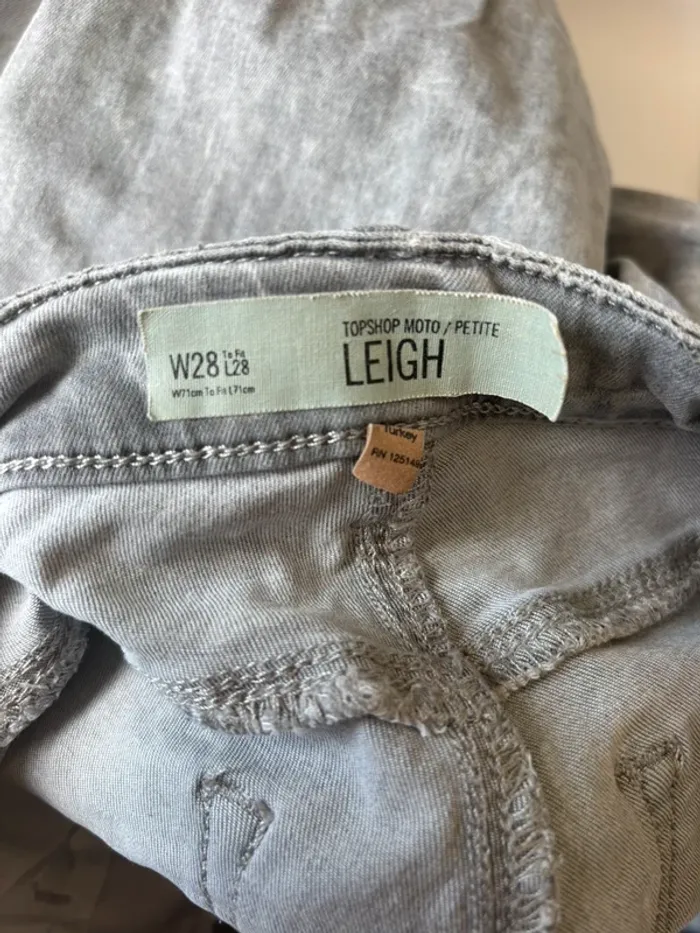 TOPSHOP MOTO / PETITE
LEIGH
W28 To Fit L28
W71cm To Fit L71cm
Turkey
RN 125148